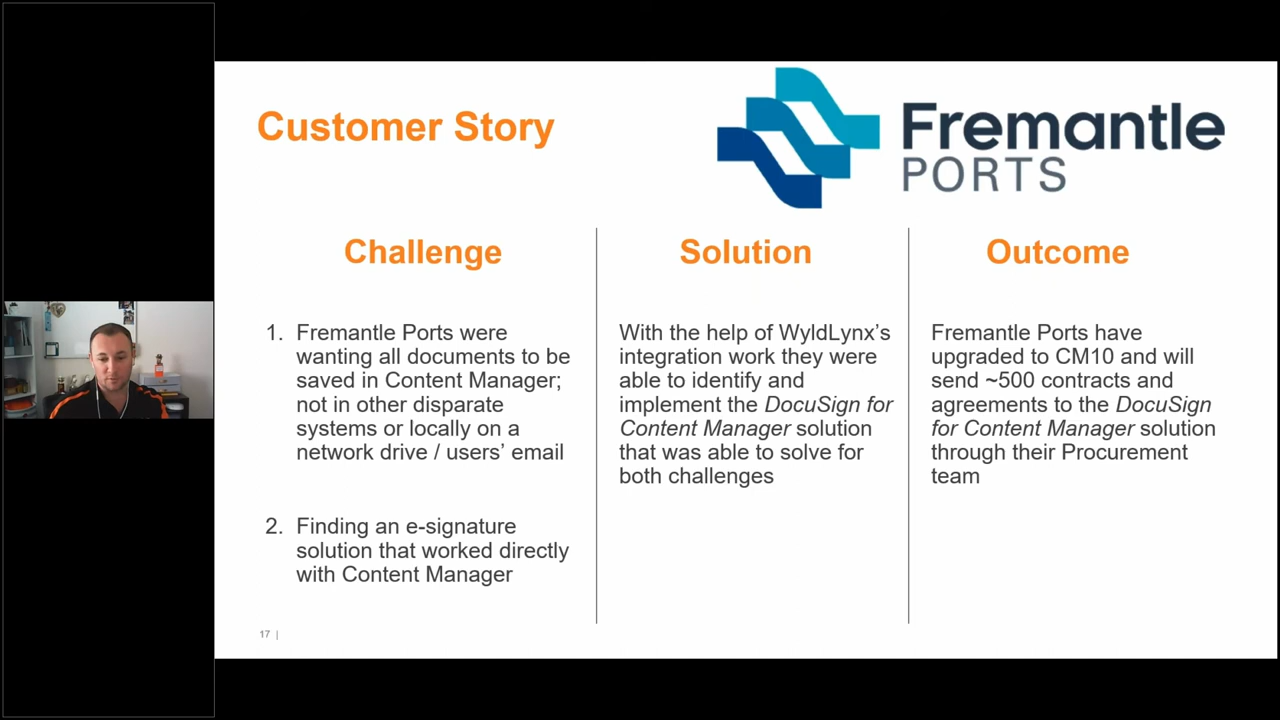 Customer Story
Fremantle
PORTS
Challenge
1. Fremantle Ports were
wanting all documents to be
saved in Content Manager;
not in other disparate
systems or locally on a
network drive / users’ email
2. Finding an e-signature
solution that worked directly
with Content Manager
Solution
With the help of WyldLynx’s
integration work they were
able to identify and
implement the DocuSign for
Content Manager solution
that was able to solve for
both challenges
Outcome
Fremantle Ports have
upgraded to CM10 and will
send ~500 contracts and
agreements to the DocuSign
for Content Manager solution
through their Procurement
team
17 |